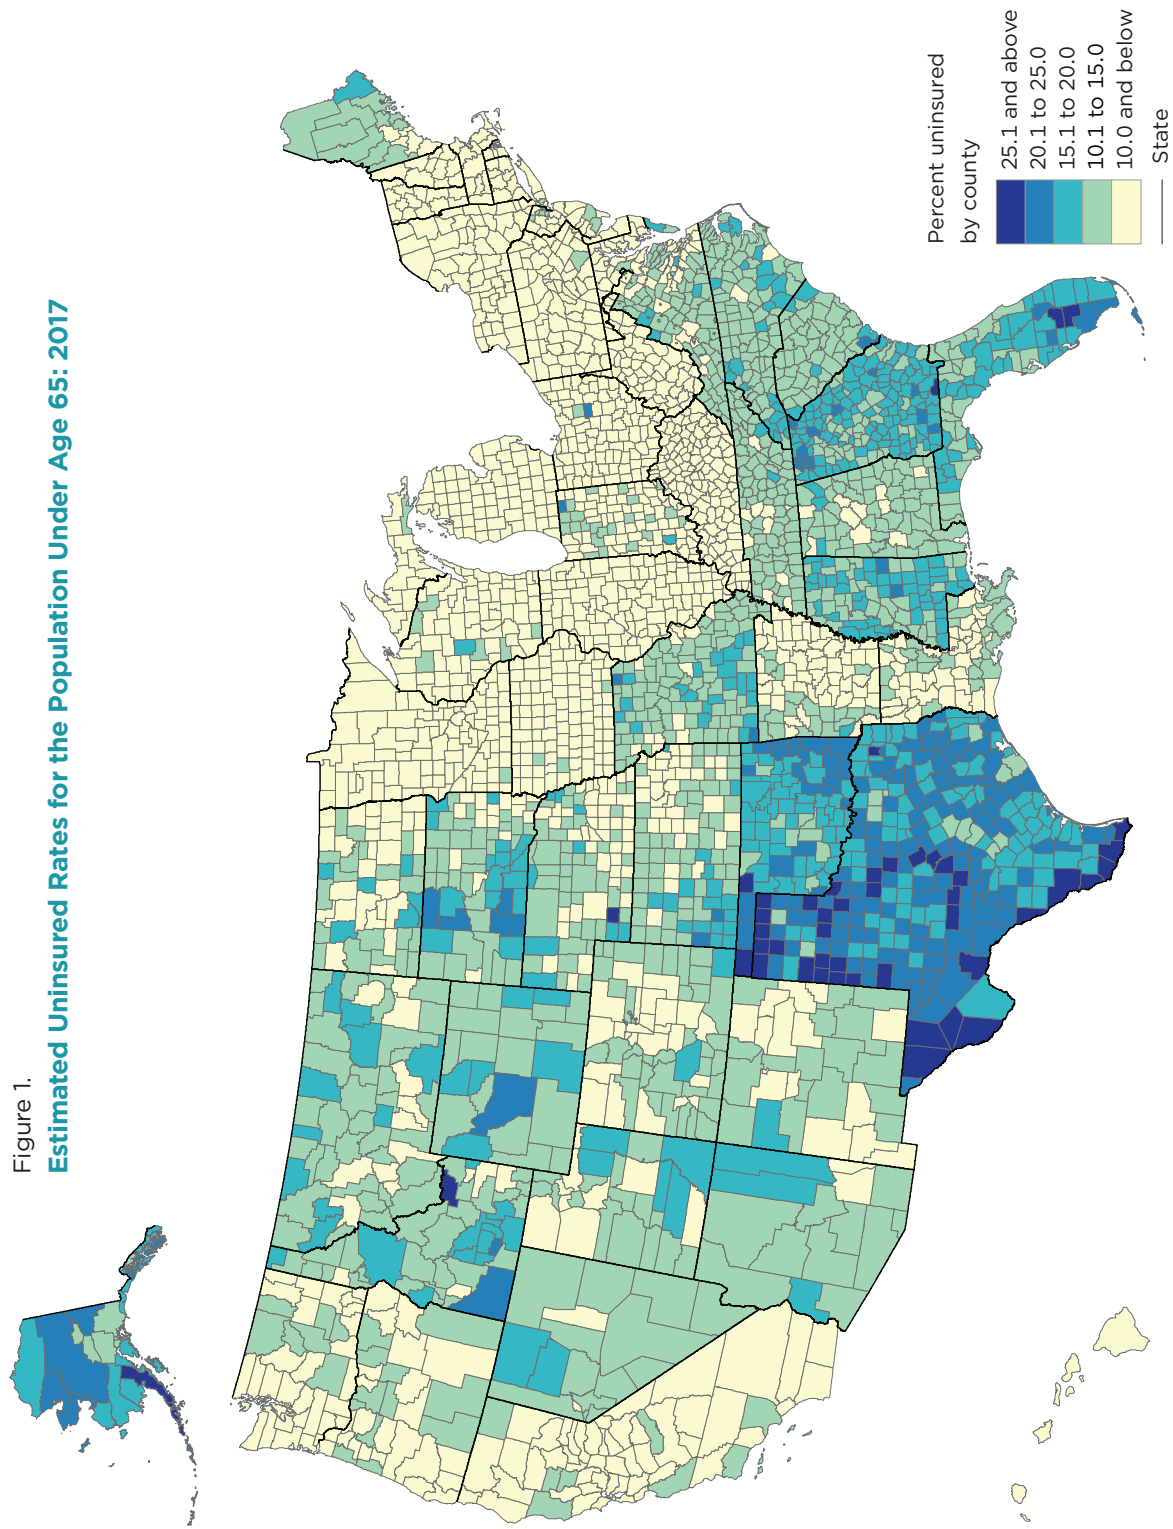 Figure 1.
Estimated Uninsured Rates for the Population Under Age 65: 2017
Percent uninsured
by county
25.1 and above
20.1 to 25.0
15.1 to 20.0
10.1 to 15.0
10.0 and below
State